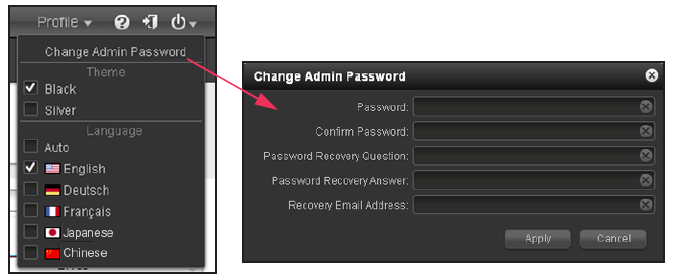 Profile
Change Admin Password
Theme
Black
Silver
Language
Auto
English
Deutsch
Français
Japanese
Chinese
Change Admin Password
Password:
Confirm Password:
Password Recovery Question:
Password Recovery Answer:
Recovery Email Address:
Apply Cancel